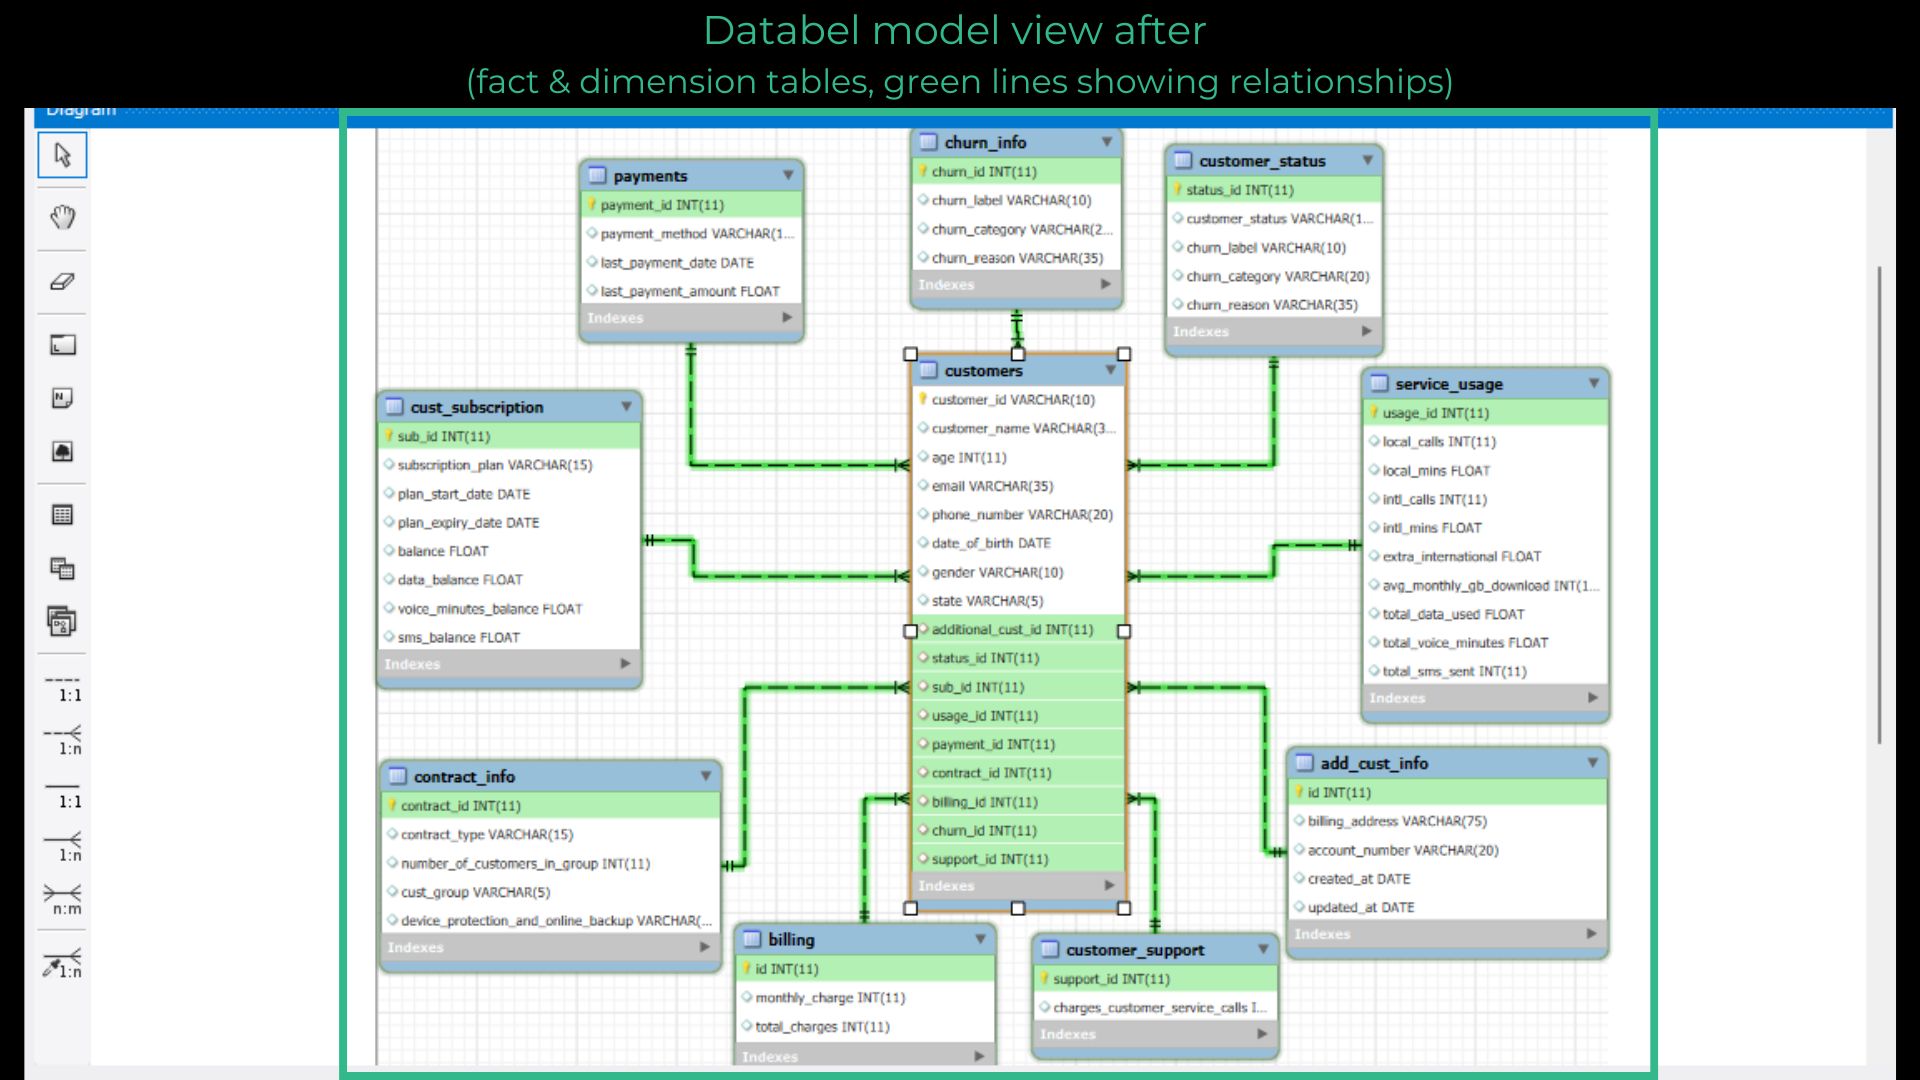 Databel model view after
(fact & dimension tables, green lines showing relationships)
Diagram
1:1
1:n
1:1
1:n
n:m
1:n
payments
payment_id INT(11)
payment_method VARCHAR(1...
last_payment_date DATE
last_payment_amount FLOAT
Indexes
churn_info
churn_id INT(11)
churn_label VARCHAR(10)
churn_category VARCHAR(2...
churn_reason VARCHAR(35)
Indexes
customer_status
status_id INT(11)
customer_status VARCHAR(1...
churn_label VARCHAR(10)
churn_category VARCHAR(20)
churn_reason VARCHAR(35)
Indexes
cust_subscription
sub_id INT(11)
subscription_plan VARCHAR(15)
plan_start_date DATE
plan_expiry_date DATE
balance FLOAT
data_balance FLOAT
voice_minutes_balance FLOAT
sms_balance FLOAT
Indexes
customers
customer_id VARCHAR(10)
customer_name VARCHAR(3...
age INT(11)
email VARCHAR(35)
phone_number VARCHAR(20)
date_of_birth DATE
gender VARCHAR(10)
state VARCHAR(5)
additional_cust_id INT(11)
status_id INT(11)
sub_id INT(11)
usage_id INT(11)
payment_id INT(11)
contract_id INT(11)
billing_id INT(11)
churn_id INT(11)
support_id INT(11)
Indexes
service_usage
usage_id INT(11)
local_calls INT(11)
local_mins FLOAT
intl_calls INT(11)
intl_mins FLOAT
extra_international FLOAT
avg_monthly_gb_download INT(1...
total_data_used FLOAT
total_voice_minutes FLOAT
total_sms_sent INT(11)
Indexes
contract_info
contract_id INT(11)
contract_type VARCHAR(15)
number_of_customers_in_group INT(11)
cust_group VARCHAR(5)
device_protection_and_online_backup VARCHAR(...
Indexes
add_cust_info
id INT(11)
billing_address VARCHAR(75)
account_number VARCHAR(20)
created_at DATE
updated_at DATE
Indexes
billing
id INT(11)
monthly_charge INT(11)
total_charges INT(11)
Indexes
customer_support
support_id INT(11)
charges_customer_service_calls I...
Indexes